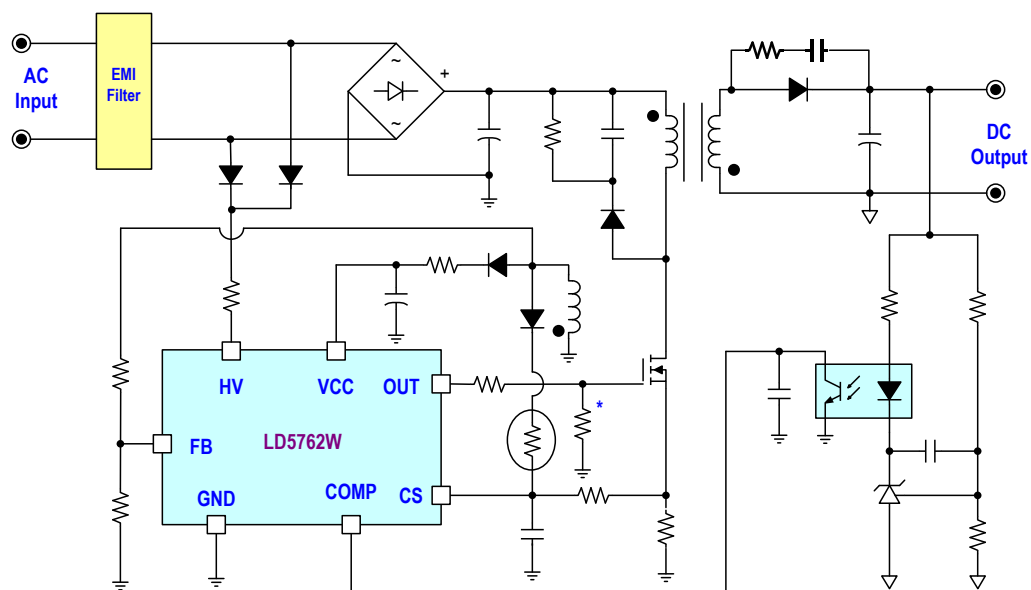 AC
Input
EMI
Filter
~
+
~
DC
Output
HV
VCC
OUT
*
LD5762W
FB
GND
COMP
CS